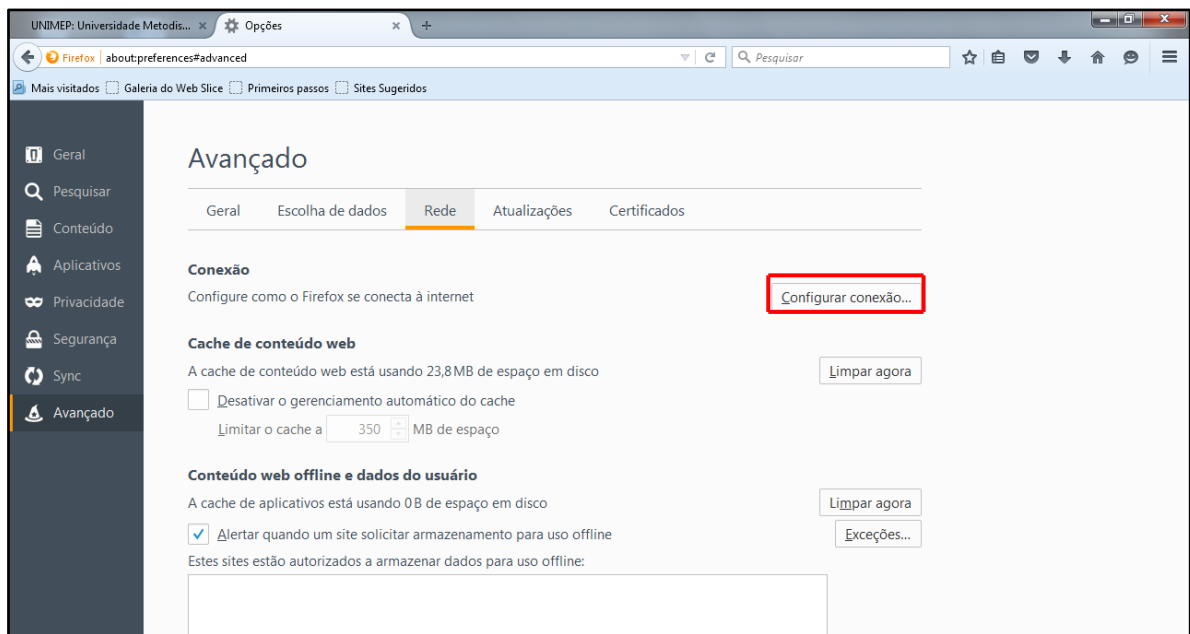 UNIMEP: Universidade Metodis...
Opções
Firefox about:preferences#advanced
Pesquisar
Mais visitados Galeria do Web Slice Primeiros passos Sites Sugeridos
Geral
Pesquisar
Conteúdo
Aplicativos
Privacidade
Segurança
Sync
Avançado
Avançado
Geral Escolha de dados Rede Atualizações Certificados
Conexão
Configure como o Firefox se conecta à internet
Configurar conexão...
Cache de conteúdo web
A cache de conteúdo web está usando 23,8 MB de espaço em disco
Limpar agora
Desativar o gerenciamento automático do cache
Limitar o cache a 350 MB de espaço
Conteúdo web offline e dados do usuário
A cache de aplicativos está usando 0 B de espaço em disco
Limpar agora
Alertar quando um site solicitar armazenamento para uso offline
Exceções...
Estes sites estão autorizados a armazenar dados para uso offline: